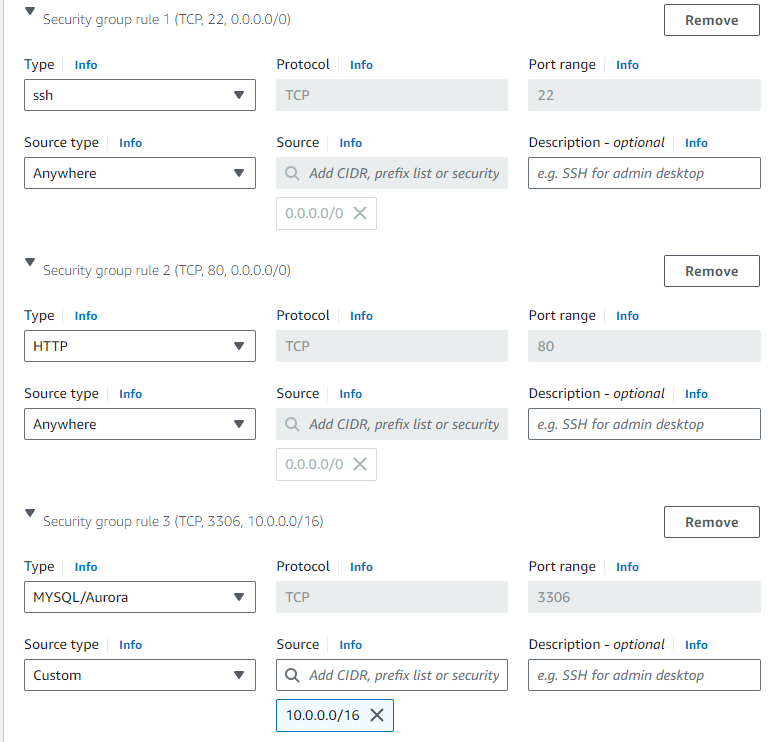 Security group rule 1 (TCP, 22, 0.0.0.0/0)
Remove
Type Info Protocol Info Port range Info
ssh TCP 22
Source type Info Source Info Description - optional Info
Anywhere Add CIDR, prefix list or security e.g. SSH for admin desktop
0.0.0.0/0
Security group rule 2 (TCP, 80, 0.0.0.0/0)
Remove
Type Info Protocol Info Port range Info
HTTP TCP 80
Source type Info Source Info Description - optional Info
Anywhere Add CIDR, prefix list or security e.g. SSH for admin desktop
0.0.0.0/0
Security group rule 3 (TCP, 3306, 10.0.0.0/16)
Remove
Type Info Protocol Info Port range Info
MYSQL/Aurora TCP 3306
Source type Info Source Info Description - optional Info
Custom Add CIDR, prefix list or security e.g. SSH for admin desktop
10.0.0.0/16